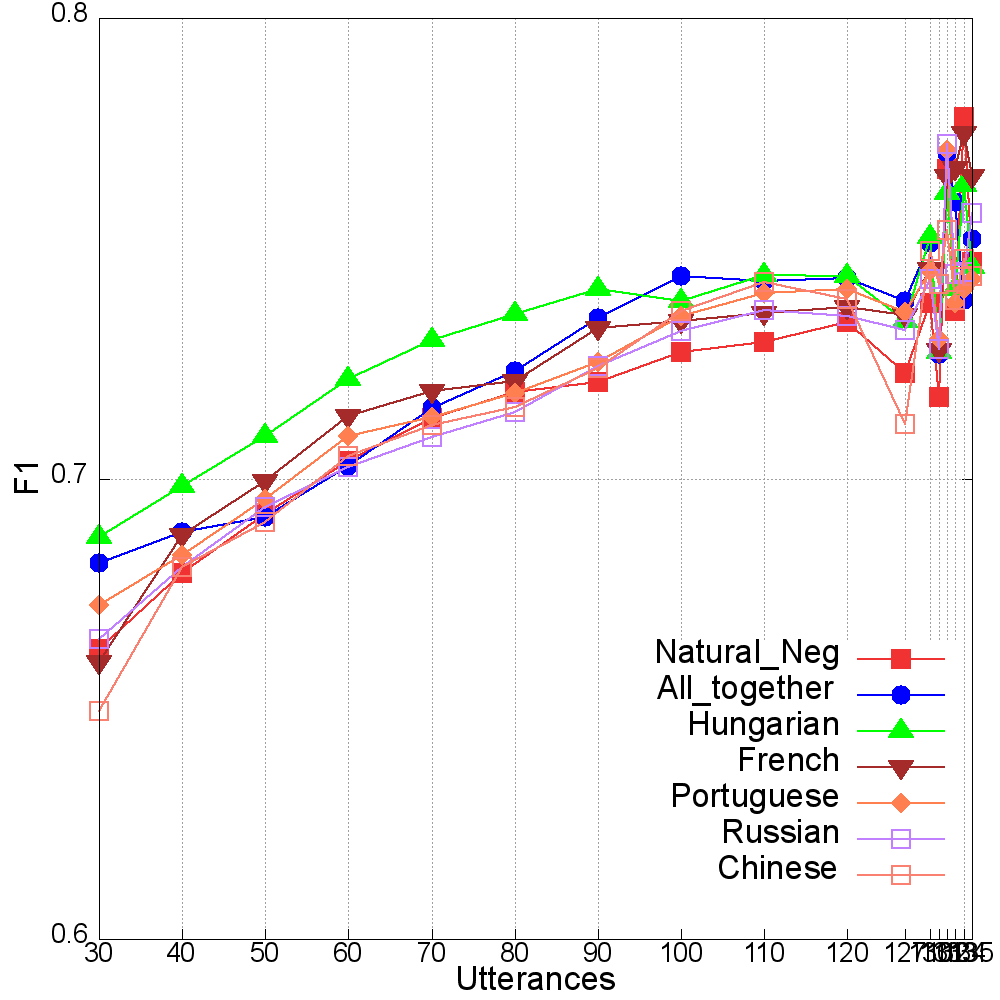 0.8
F1
0.7
Natural_Neg
All_together
Hungarian
French
Portuguese
Russian
Chinese
0.6
30 40 50 60 70 80 90 100 110 120
Utterances